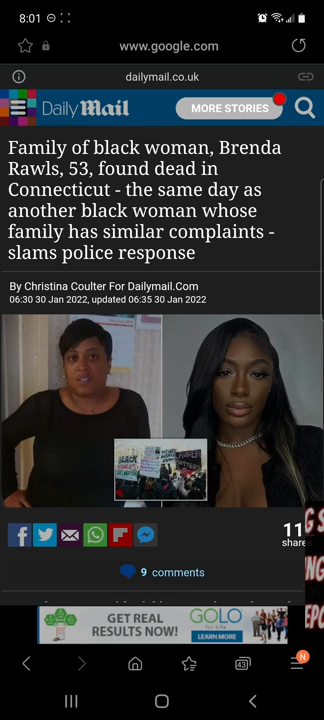 8:01
www.google.com
dailymail.co.uk
Daily Mail
MORE STORIES
Family of black woman, Brenda
Rawls, 53, found dead in
Connecticut - the same day as
another black woman whose
family has similar complaints -
slams police response
By Christina Coulter For Dailymail.Com
06:30 30 Jan 2022, updated 06:35 30 Jan 2022
BLACK
11
shares
9 comments
GET REAL
RESULTS NOW!
GOLO
for Life
LEARN MORE
43
N